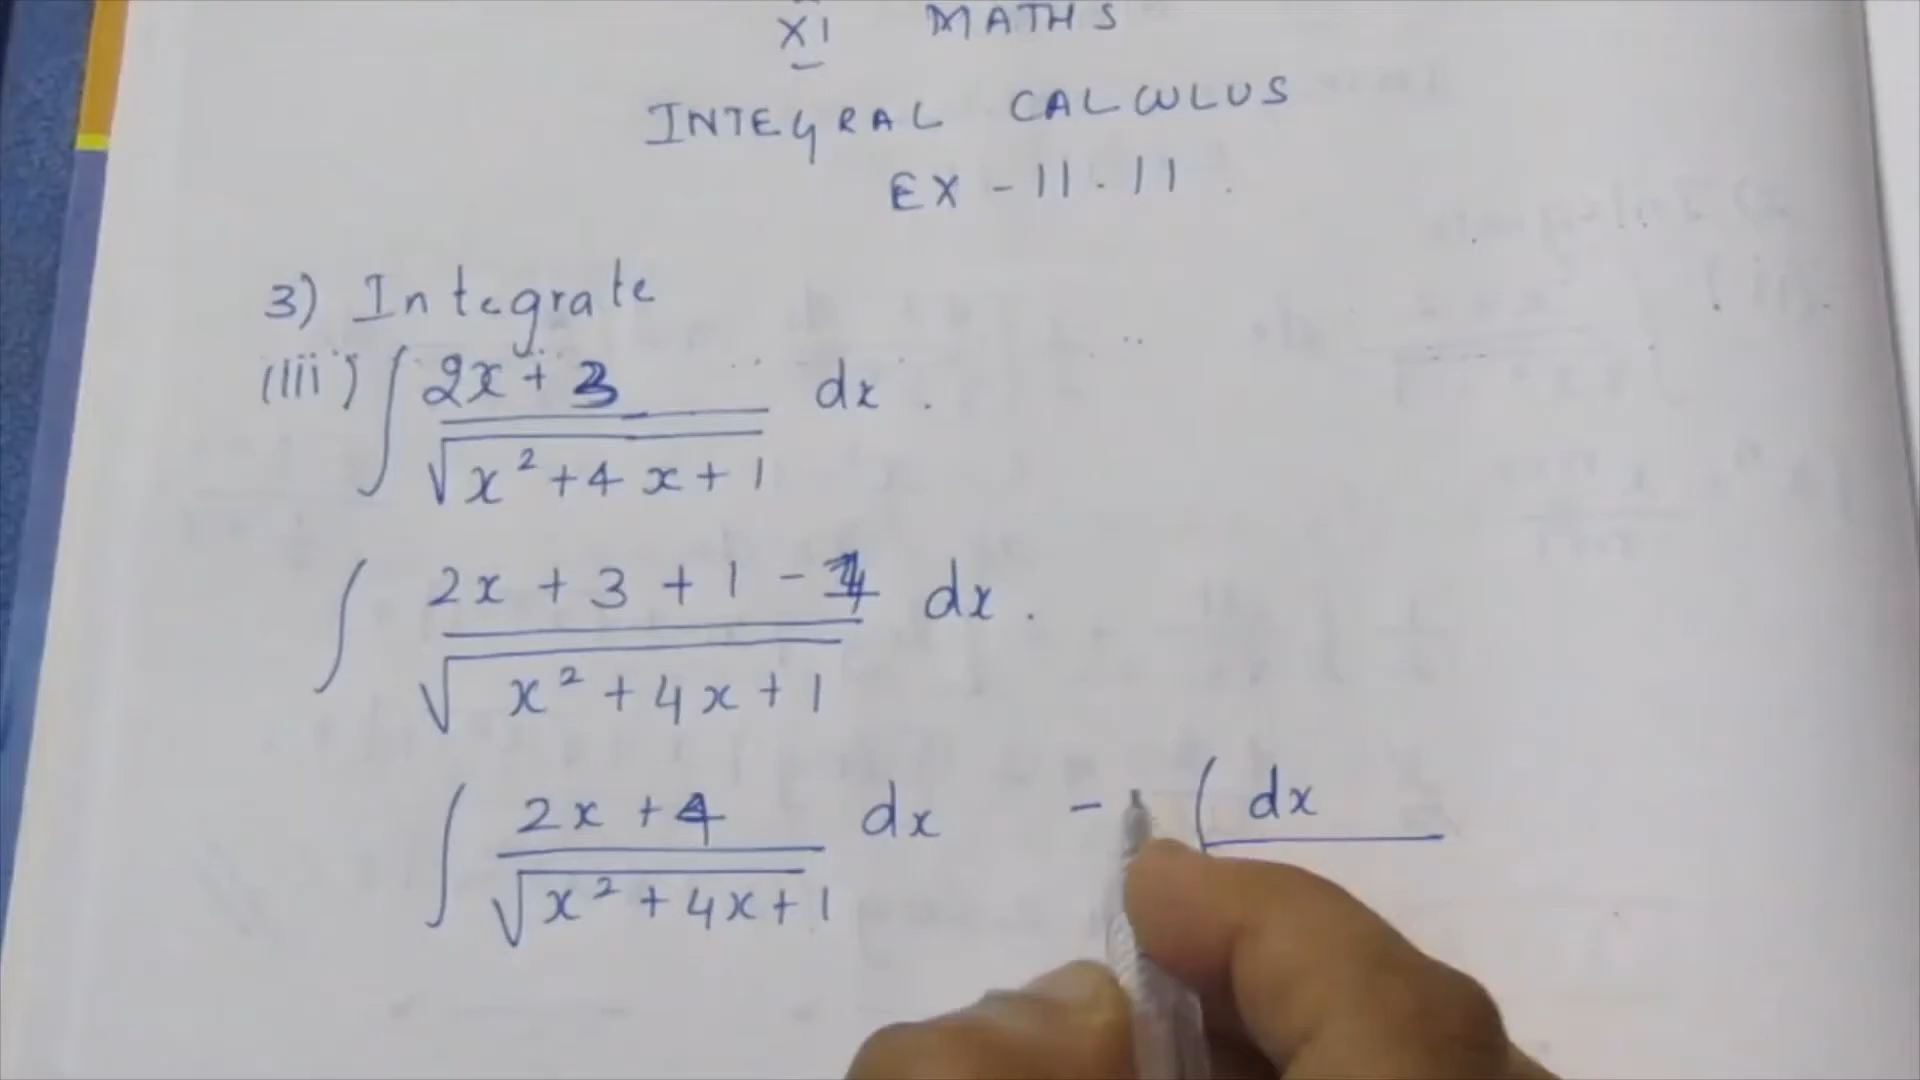 XI MATHS
INTEGRAL CALCULUS
EX - 11.11
3) Integrate
(iii) ∫ 2x + 3 / √(x² + 4x + 1) dx.
∫ 2x + 3 + 1 - 1 / √(x² + 4x + 1) dx.
∫ 2x + 4 / √(x² + 4x + 1) dx - ∫ dx